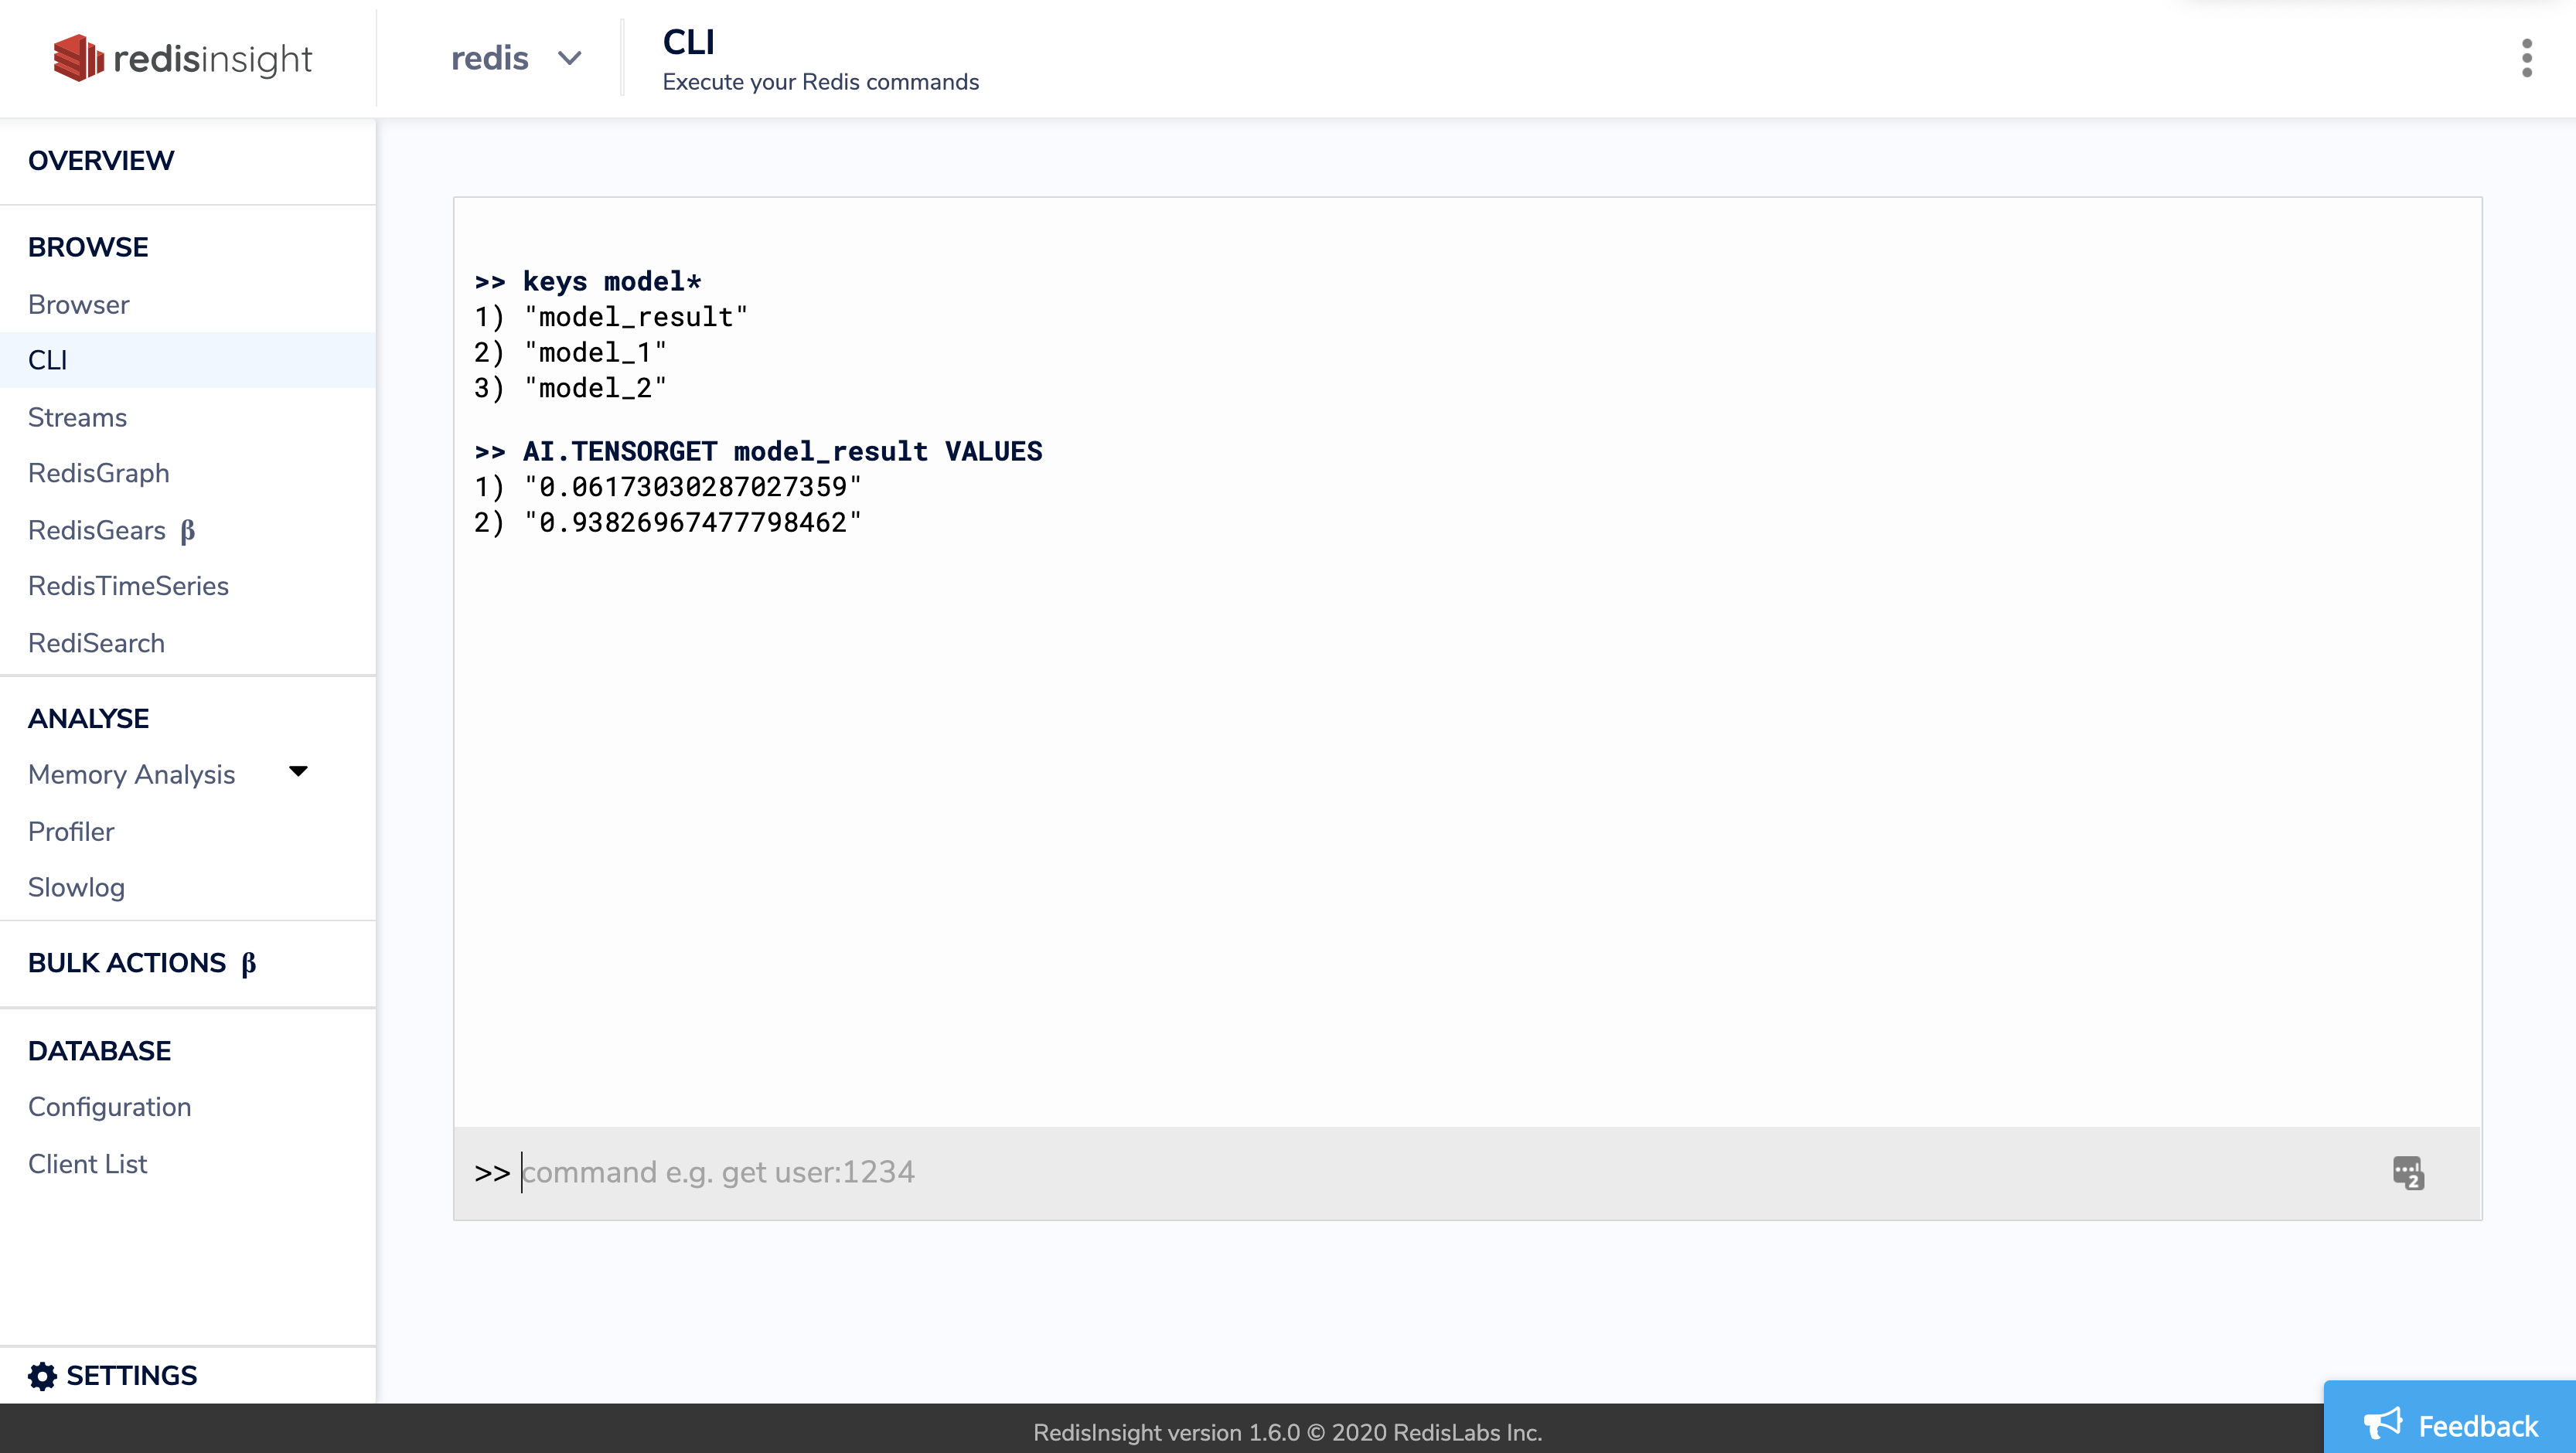 redisinsight
redis
CLI
Execute your Redis commands
OVERVIEW
BROWSE
Browser
CLI
Streams
RedisGraph
RedisGears β
RedisTimeSeries
RediSearch
ANALYSE
Memory Analysis
Profiler
Slowlog
BULK ACTIONS β
DATABASE
Configuration
Client List
SETTINGS
>> keys model*
1) "model_result"
2) "model_1"
3) "model_2"
>> AI.TENSORGET model_result VALUES
1) "0.06173030287027359"
2) "0.93826967477798462"
>> command e.g. get user:1234
2
RedisInsight version 1.6.0 © 2020 RedisLabs Inc.
Feedback